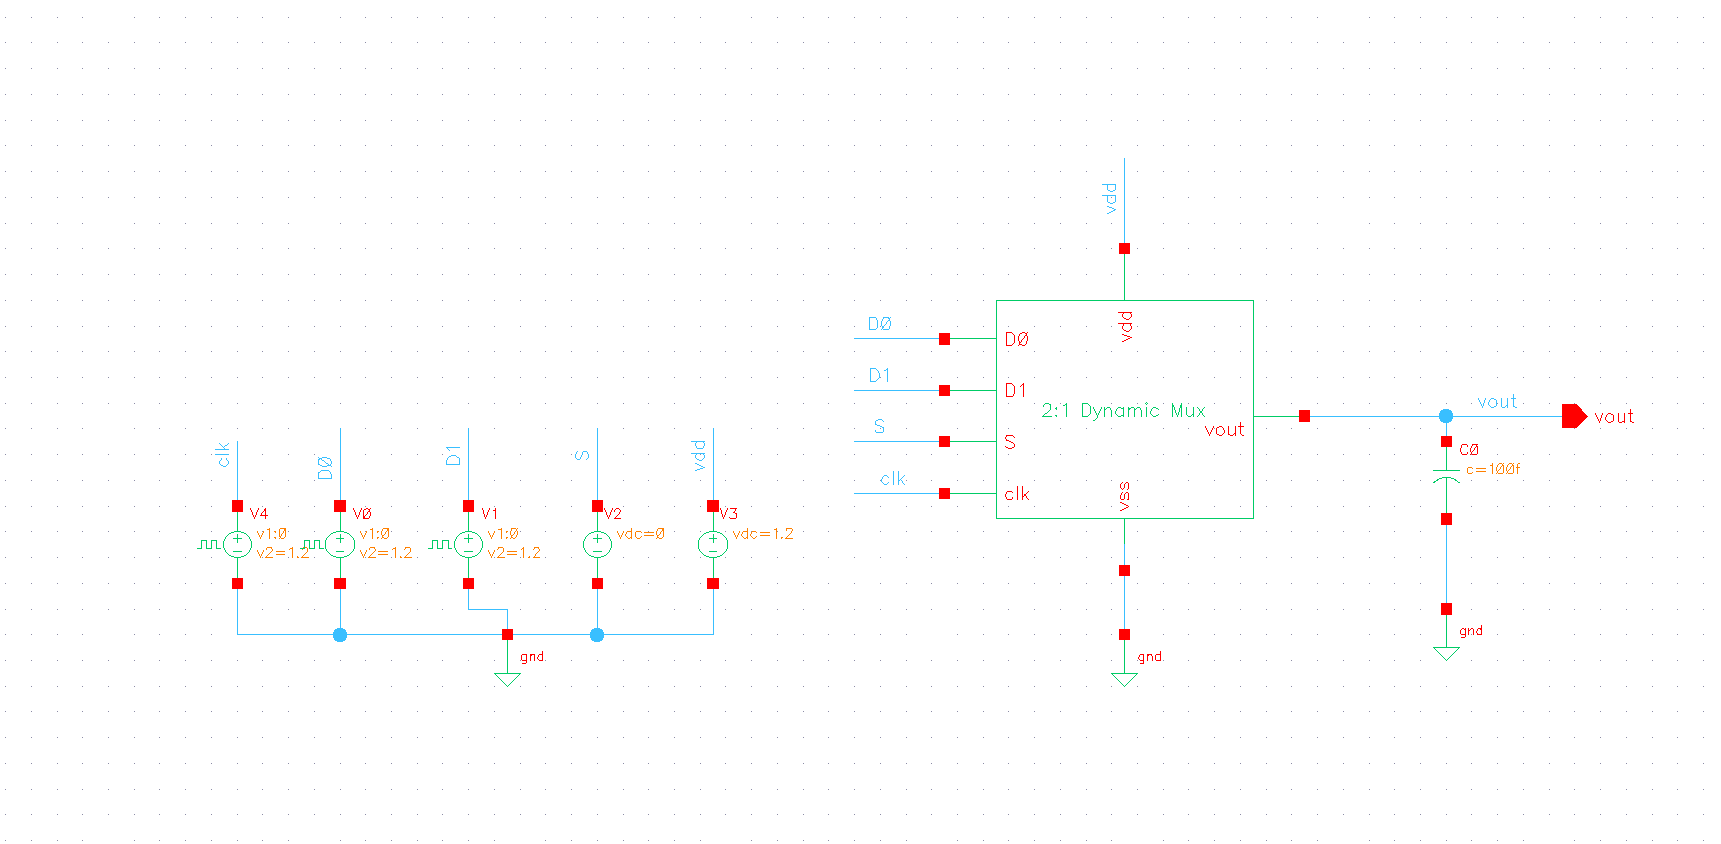 vdd
vdd
D0
D0
D1
D1
2:1 Dynamic Mux
S
S
vout
clk
clk
vss
gnd
vout
vout
C0
c=100f
gnd
clk
D0
D1
S
vdd
V4
v1:0
v2=1.2
V0
v1:0
v2=1.2
V1
v1:0
v2=1.2
V2
vdc=0
V3
vdc=1.2
gnd